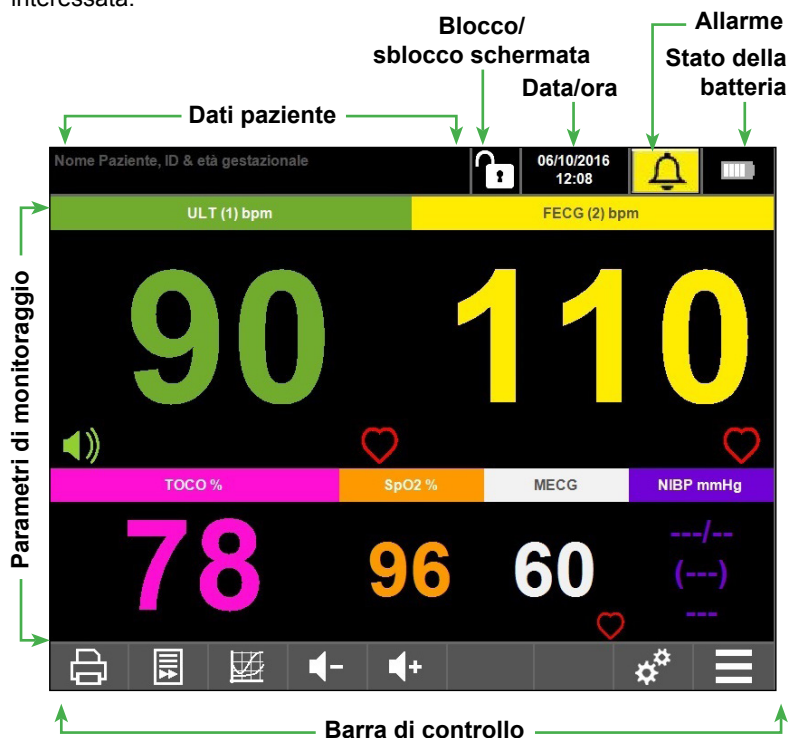 interessata.
Blocco/
sblocco schermata
Allarme
Stato della
batteria
Data/ora
Dati paziente
Nome Paziente, ID & età gestazionale
06/10/2016
12:08
ULT (1) bpm
FECG (2) bpm
90
110
Parametri di monitoraggio
TOCO %
SpO2 %
MECG
NIBP mmHg
78
96
60
---/--
(---)
---
Barra di controllo